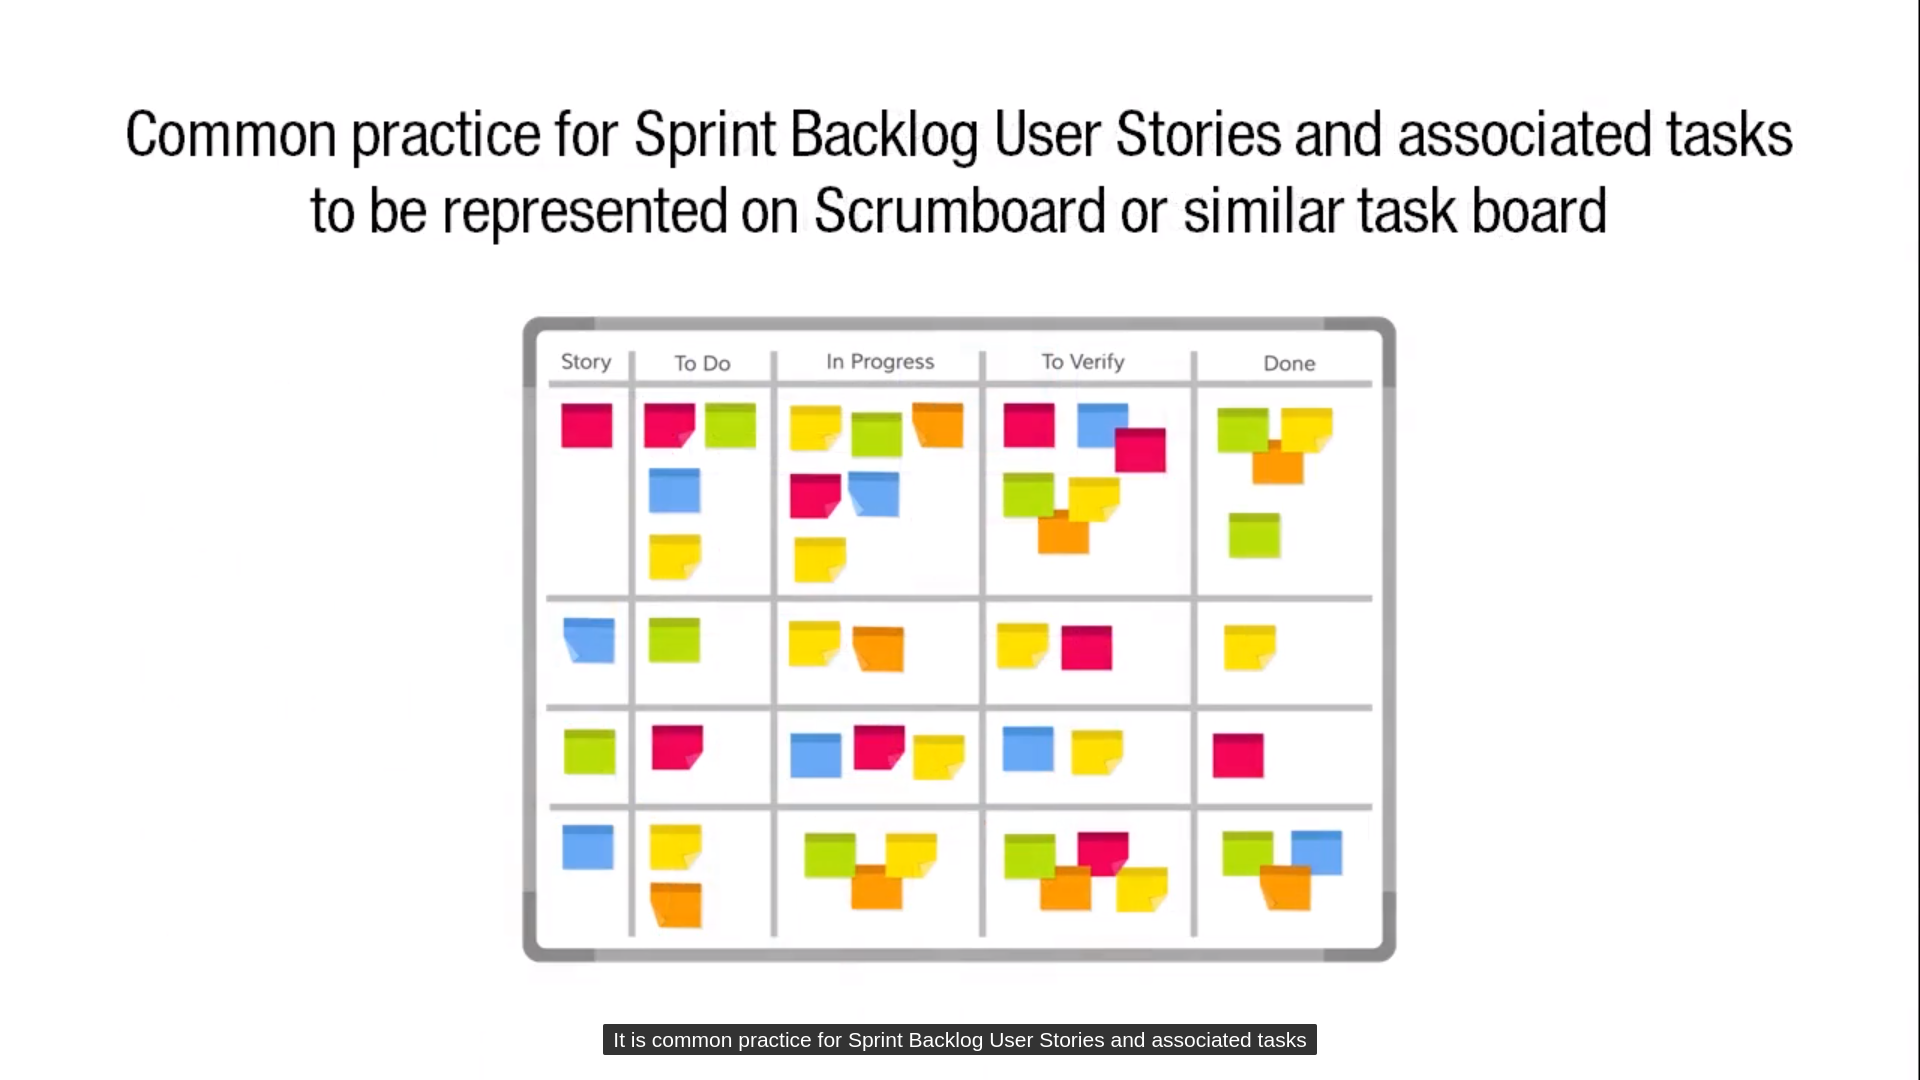 Common practice for Sprint Backlog User Stories and associated tasks
to be represented on Scrumboard or similar task board
Story To Do In Progress To Verify Done
It is common practice for Sprint Backlog User Stories and associated tasks